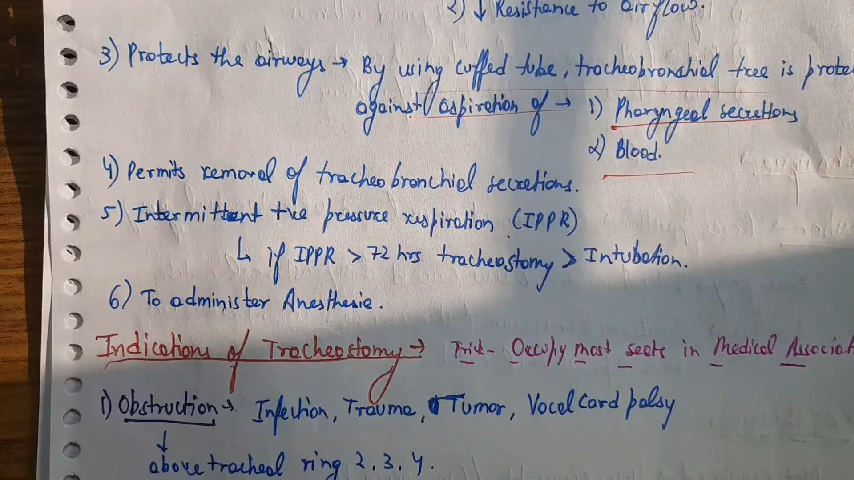 2) ↓ Resistance to airflow.
3) Protects the airways → By using cuffed tube, tracheobronchial tree is prote
against aspiration of → 1) Pharyngeal secretions
2) Blood.
4) Permits removal of tracheobronchial secretions.
5) Intermittent +ve pressure respiration (IPPR)
↳ if IPPR > 72 hrs tracheostomy > Intubation.
6) To administer Anesthesia.
Indications of Tracheostomy → Trick- Occupy most seats in Medical Associat
1) Obstruction → Infection, Trauma, Tumor, Vocal Cord palsy
↓
above tracheal ring 2, 3, 4.